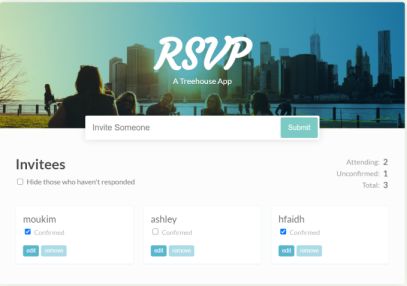 RSVP
A Treehouse App
Invite Someone
Submit
Invitees
Hide those who haven't responded
Attending: 2
Unconfirmed: 1
Total: 3
moukim
Confirmed
edit remove
ashley
Confirmed
edit remove
hfaidh
Confirmed
edit remove